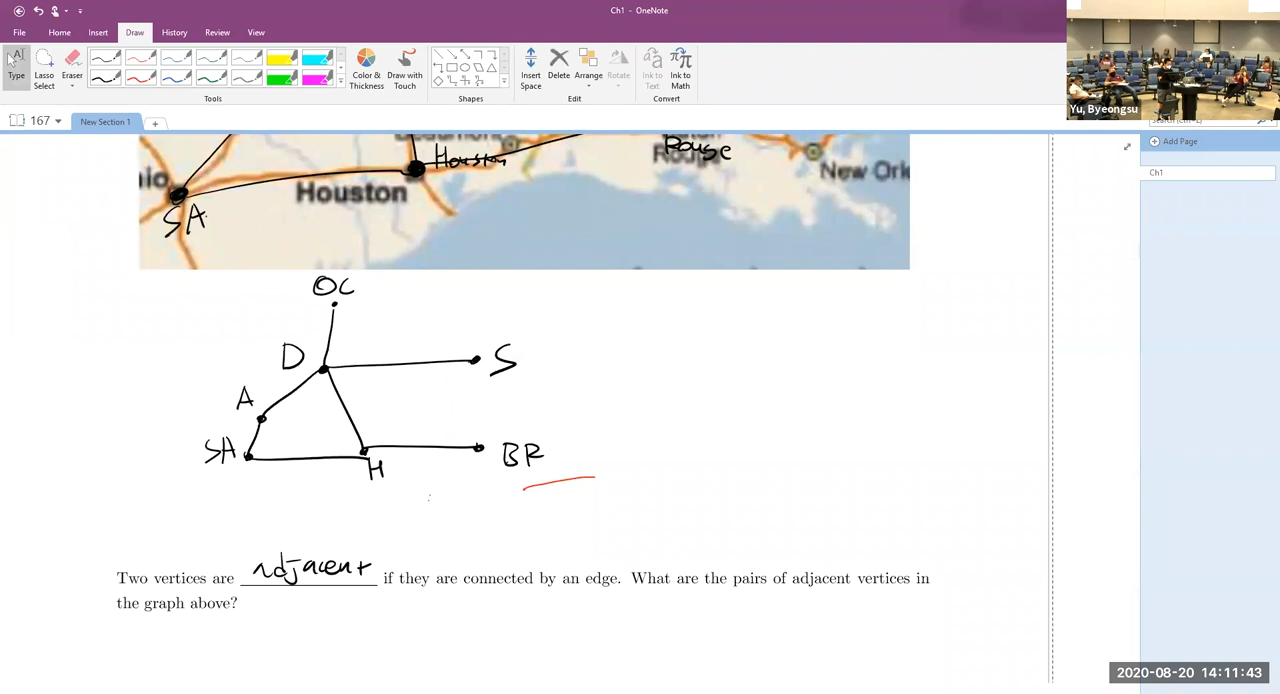 Ch1 - OneNote
File Home Insert Draw History Review View
Type Lasso Select Eraser Color & Thickness Draw with Touch Insert Space Delete Arrange Rotate Ink to Text Ink to Math
Tools Shapes Edit Convert
Yu, Byeongsu
167 New Section 1
Add Page
Ch1
Houston
Rouse
New Orl
nio
Houston
SA
OC
D S
A
SA
H
BR
Two vertices are adjacent if they are connected by an edge. What are the pairs of adjacent vertices in
the graph above?
2020-08-20 14:11:43